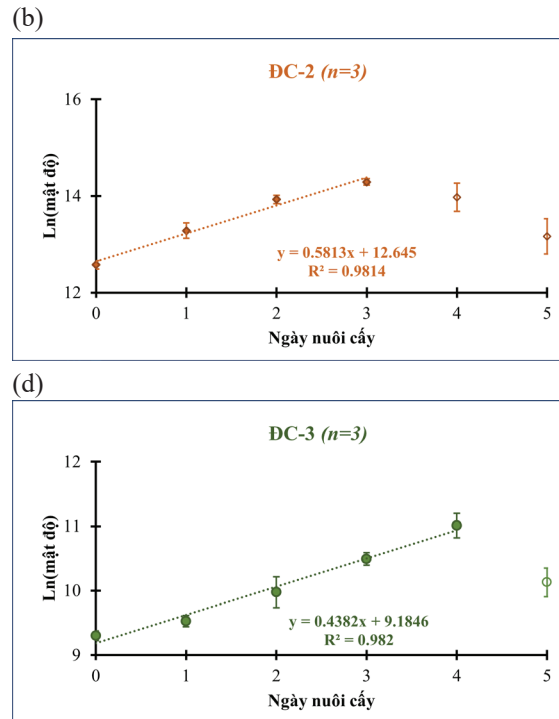 (b)
ĐC-2 (n=3)
16
14
12
Ln(mật độ)
y = 0.5813x + 12.645
R² = 0.9814
0 1 2 3 4 5
Ngày nuôi cấy
(d)
ĐC-3 (n=3)
12
11
10
9
Ln(mật độ)
y = 0.4382x + 9.1846
R² = 0.982
0 1 2 3 4 5
Ngày nuôi cấy